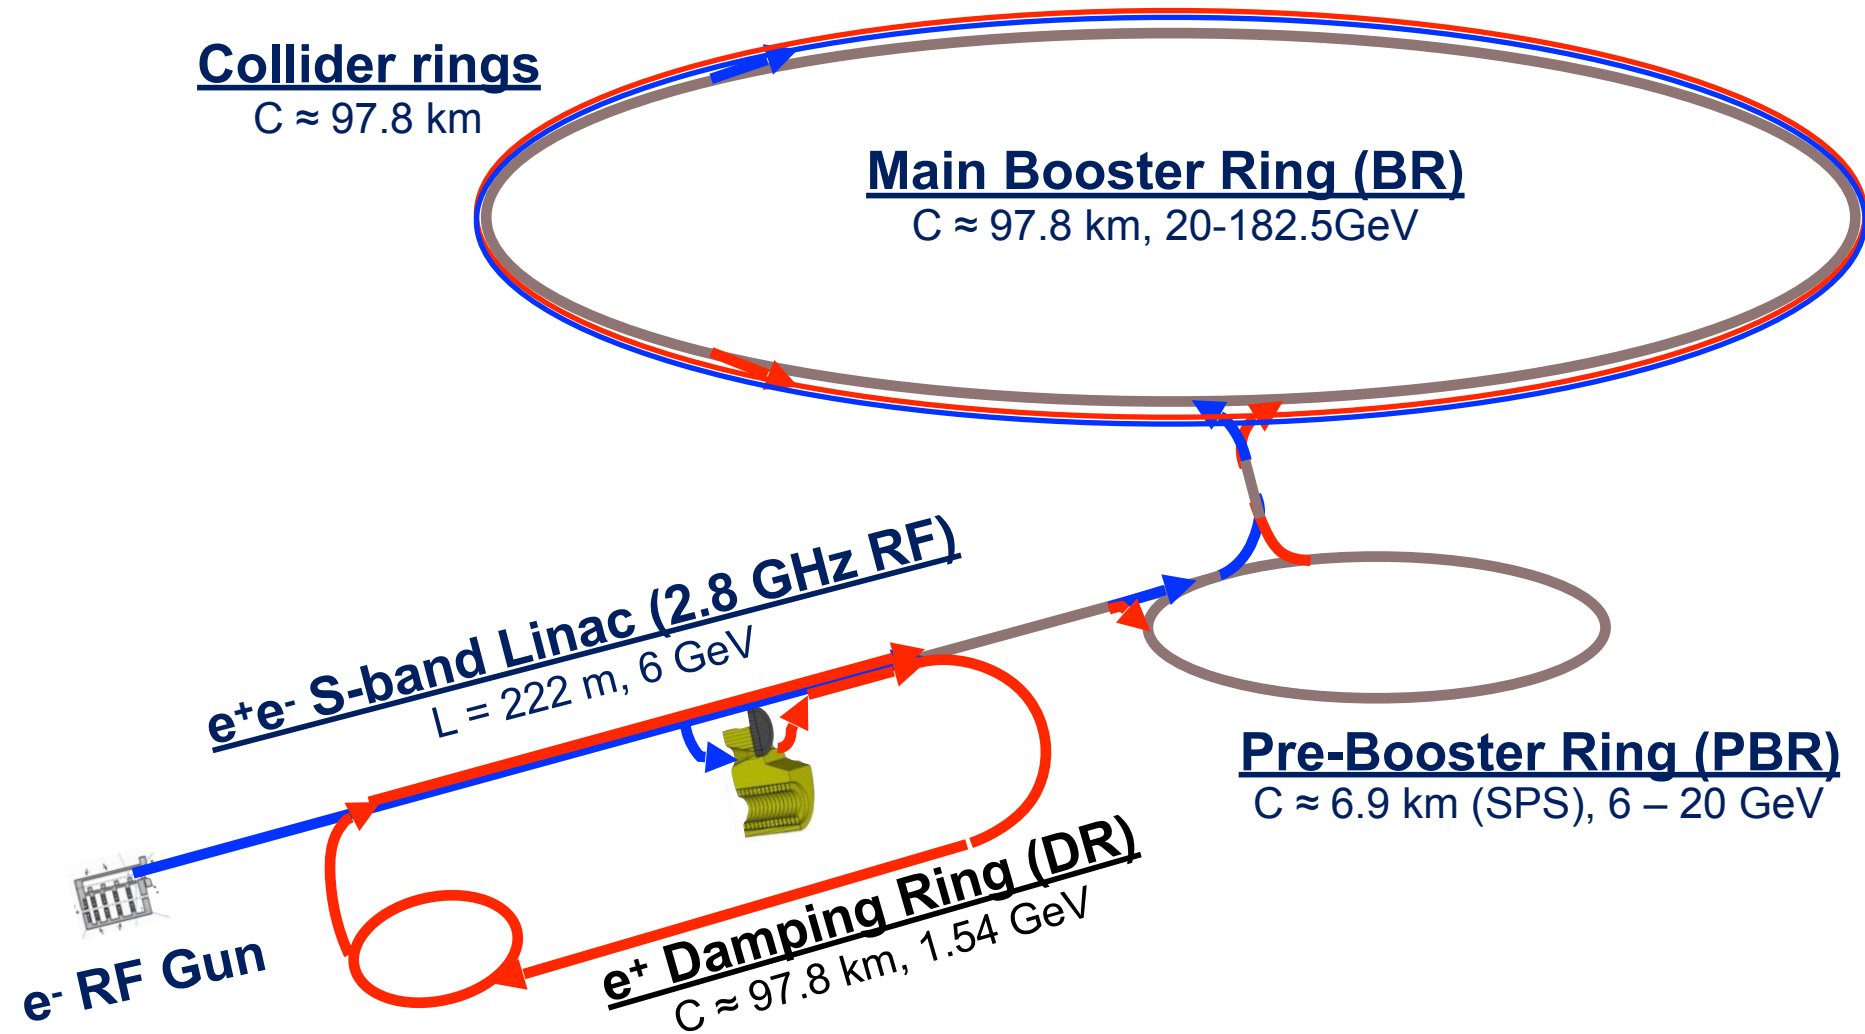 Collider rings
C ≈ 97.8 km
Main Booster Ring (BR)
C ≈ 97.8 km, 20-182.5GeV
e⁺e⁻ S-band Linac (2.8 GHz RF)
L = 222 m, 6 GeV
Pre-Booster Ring (PBR)
C ≈ 6.9 km (SPS), 6 – 20 GeV
e⁺ Damping Ring (DR)
C ≈ 97.8 km, 1.54 GeV
e⁻ RF Gun